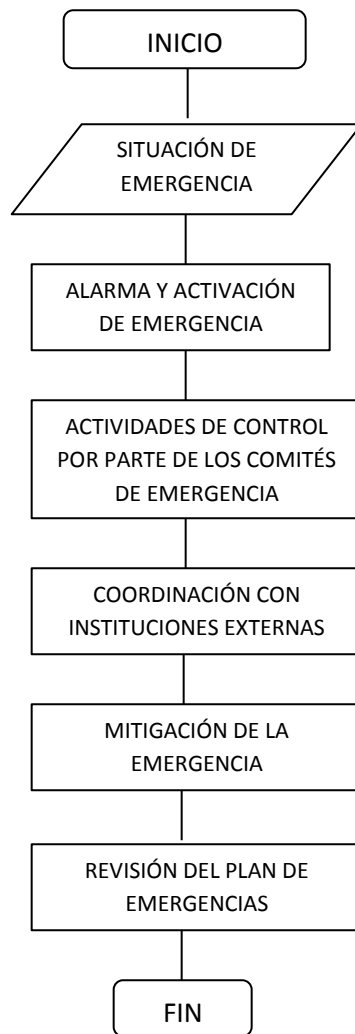 INICIO
SITUACIÓN DE
EMERGENCIA
ALARMA Y ACTIVACIÓN
DE EMERGENCIA
ACTIVIDADES DE CONTROL
POR PARTE DE LOS COMITÉS
DE EMERGENCIA
COORDINACIÓN CON
INSTITUCIONES EXTERNAS
MITIGACIÓN DE LA
EMERGENCIA
REVISIÓN DEL PLAN DE
EMERGENCIAS
FIN